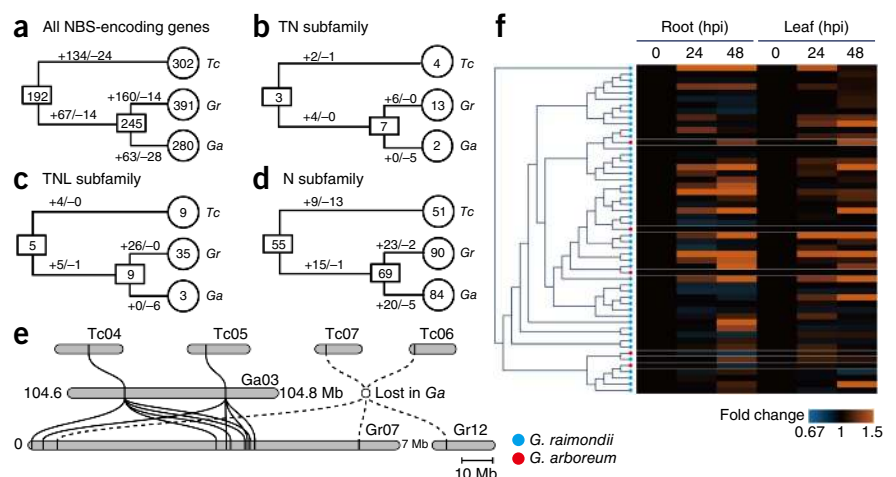 a All NBS-encoding genes
+134/−24
302 Tc
192
+160/−14
391 Gr
+67/−14
245
280 Ga
+63/−28
b TN subfamily
+2/−1
4 Tc
3
+6/−0
13 Gr
+4/−0
7
2 Ga
+0/−5
c TNL subfamily
+4/−0
9 Tc
5
+26/−0
35 Gr
+5/−1
9
3 Ga
+0/−6
d N subfamily
+9/−13
51 Tc
55
+23/−2
90 Gr
+15/−1
69
84 Ga
+20/−5
e
Tc04 Tc05 Tc07 Tc06
Ga03
104.6 104.8 Mb Lost in Ga
Gr07 Gr12
0 7 Mb
10 Mb
f
Root (hpi) Leaf (hpi)
0 24 48 0 24 48
Fold change
0.67 1 1.5
G. raimondii
G. arboreum